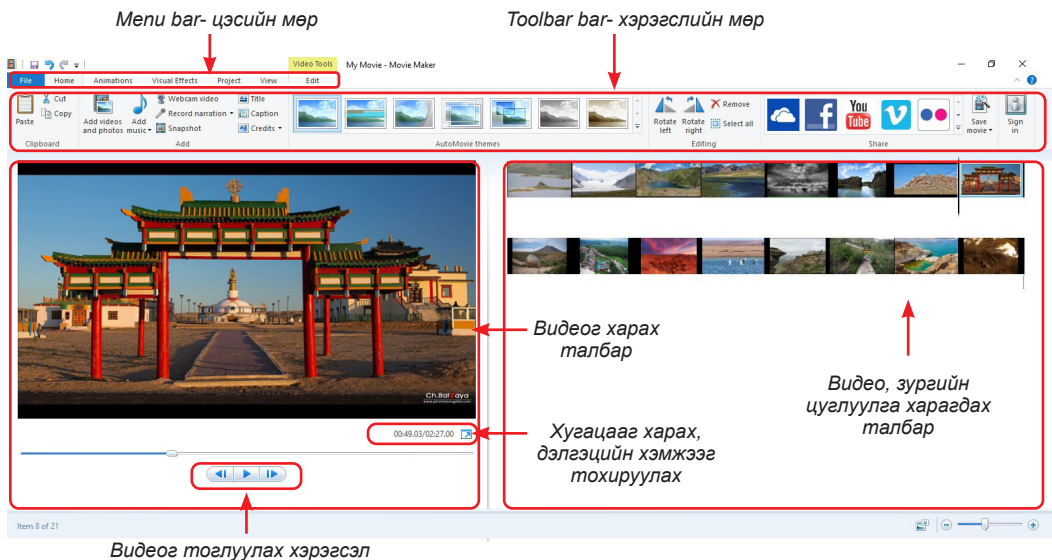 Menu bar- цэсийн мөр
Toolbar bar- хэрэгслийн мөр
Video Tools
My Movie - Movie Maker
File Home Animations Visual Effects Project View Edit
Paste
Cut
Copy
Clipboard
Add videos
and photos
Add
music
Webcam video
Record narration
Snapshot
Title
Caption
Credits
Add
AutoMovie themes
Rotate
left
Rotate
right
Remove
Select all
Editing
f
You
Tube
Share
Save
movie
Sign
in
Ch.BatZaya
Видеог харах
талбар
Видео, зургийн
цуглуулга харагдах
талбар
00:49.03/02:27.00
Хугацааг харах,
дэлгэцийн хэмжээг
тохируулах
Item 8 of 21
Видеог тоглуулах хэрэгсэл